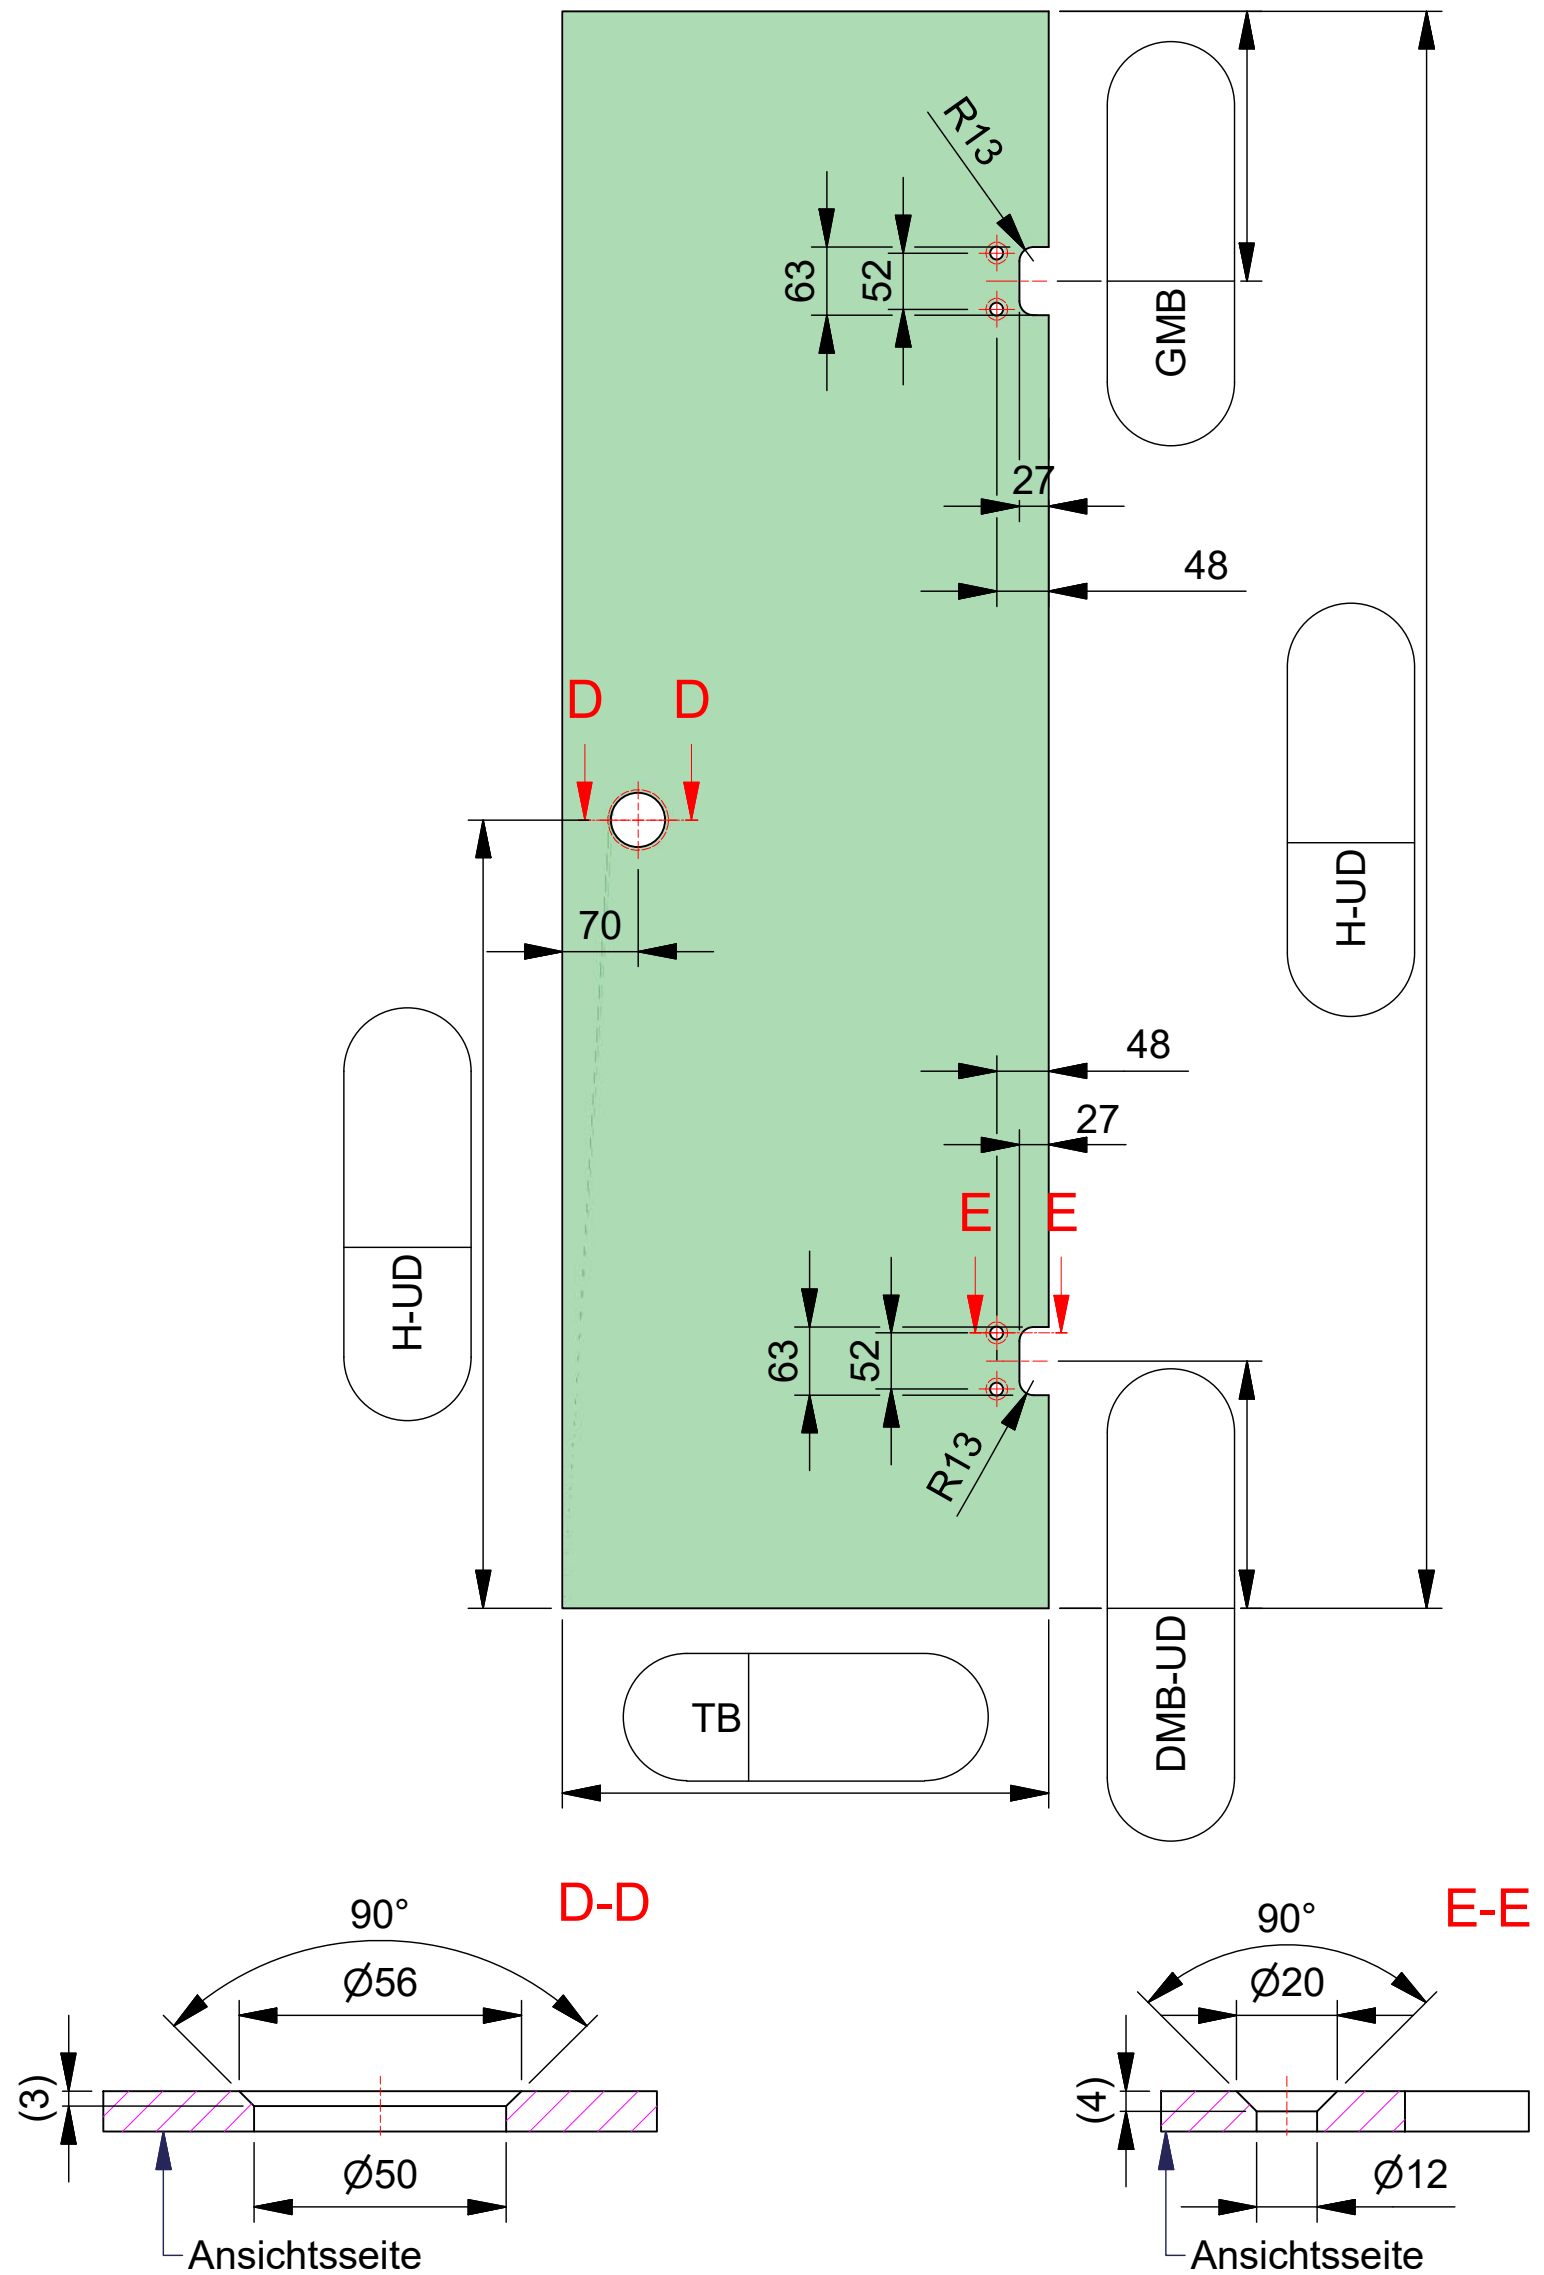 R13
63
52
GMB
27
48
D D
70
H-UD
48
27
E E
H-UD
63
52
R13
TB
DMB-UD
D-D
90°
Ø56
(3)
Ø50
Ansichtsseite
E-E
90°
Ø20
(4)
Ø12
Ansichtsseite